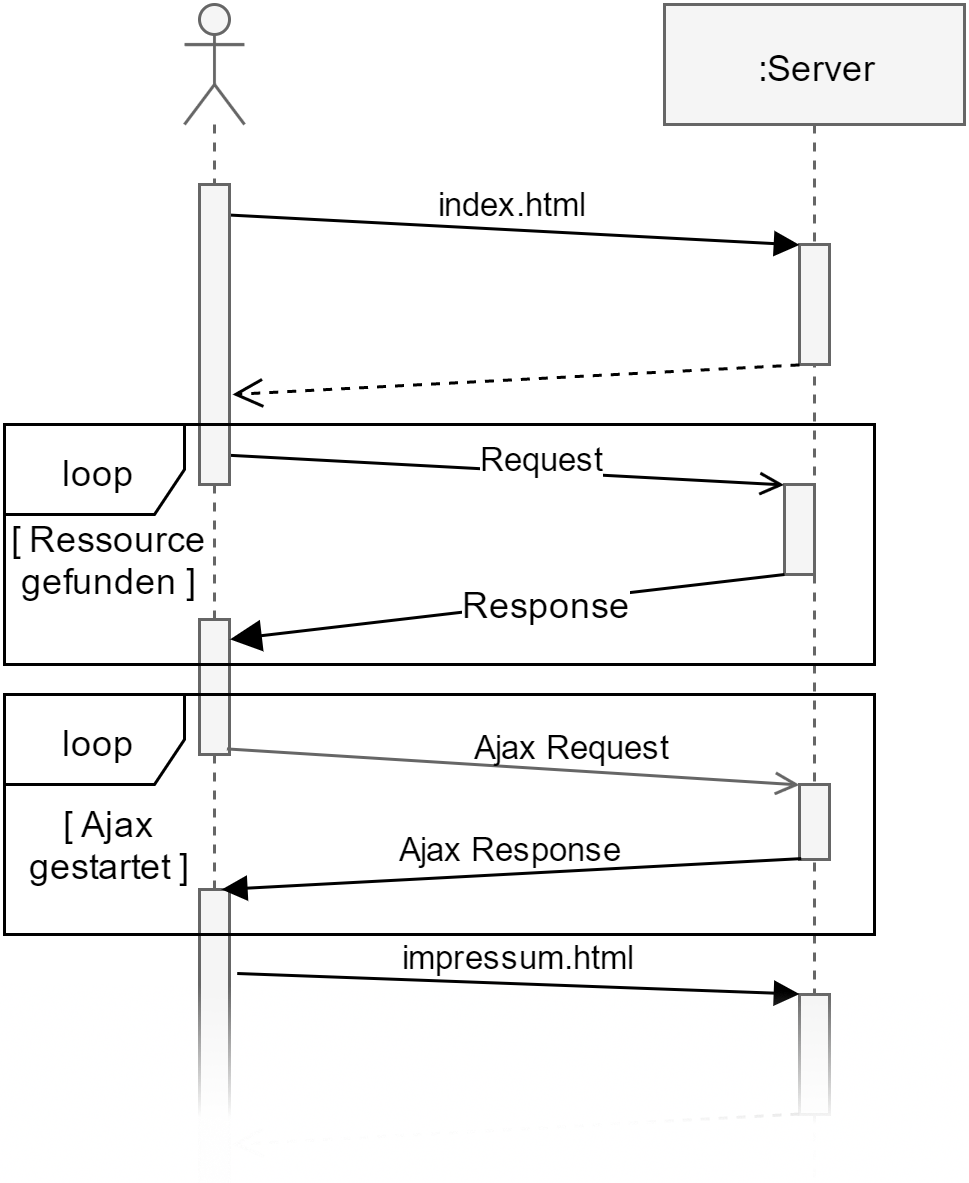 :Server
index.html
loop
Request
[ Ressource
gefunden ]
Response
loop
Ajax Request
[ Ajax
gestartet ]
Ajax Response
impressum.html